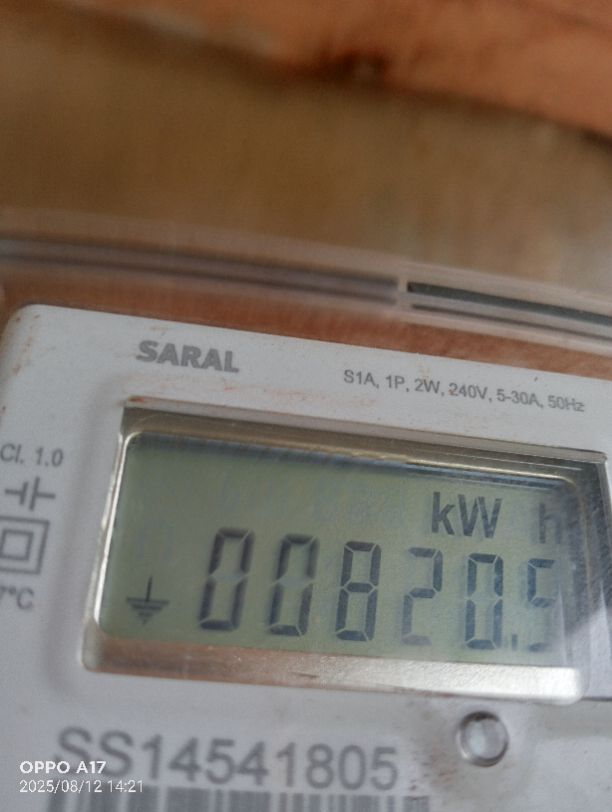 SARAL
S1A, 1P, 2W, 240V, 5-30A, 50Hz
Cl. 1.0
kW h
00820.5
7°C
SS14541805
OPPO A17
2025/08/12 14:21